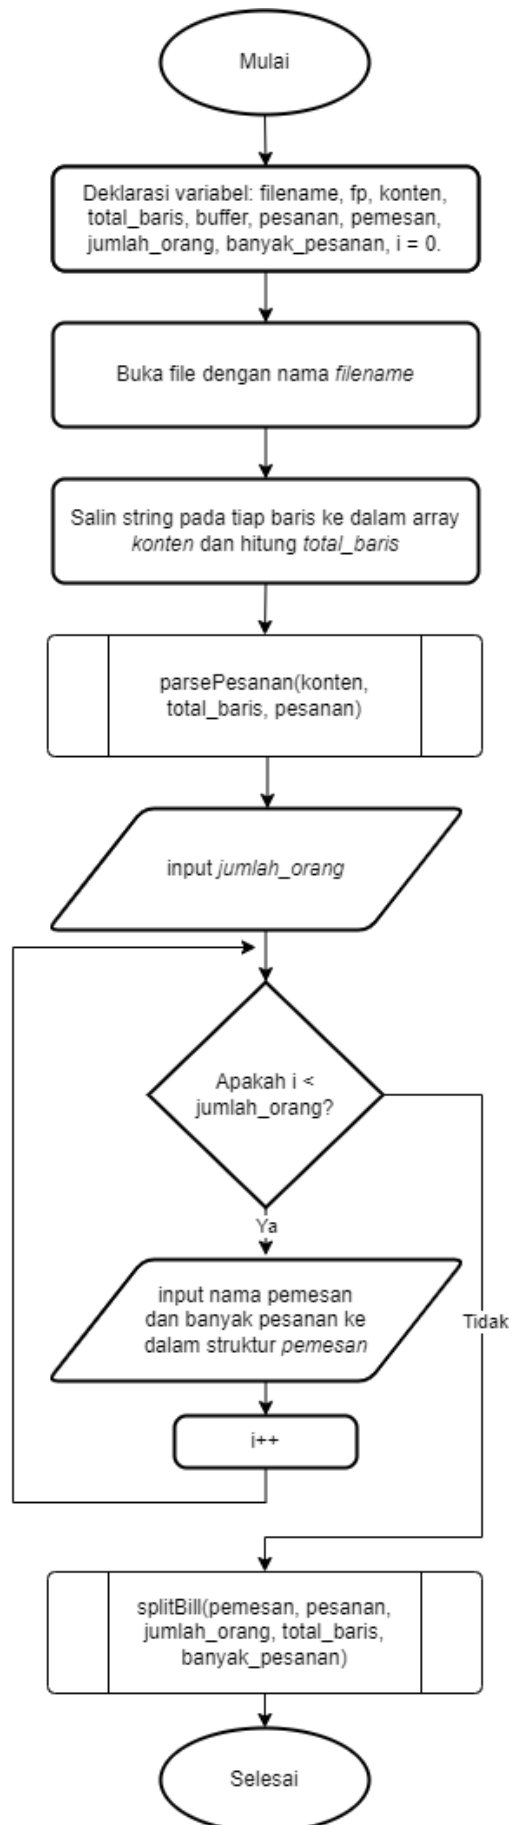 Mulai
Deklarasi variabel: filename, fp, konten,
total_baris, buffer, pesanan, pemesan,
jumlah_orang, banyak_pesanan, i = 0.
Buka file dengan nama filename
Salin string pada tiap baris ke dalam array
konten dan hitung total_baris
parsePesanan(konten,
total_baris, pesanan)
input jumlah_orang
Apakah i <
jumlah_orang?
Ya
input nama pemesan
dan banyak pesanan ke
dalam struktur pemesan
Tidak
i++
splitBill(pemesan, pesanan,
jumlah_orang, total_baris,
banyak_pesanan)
Selesai